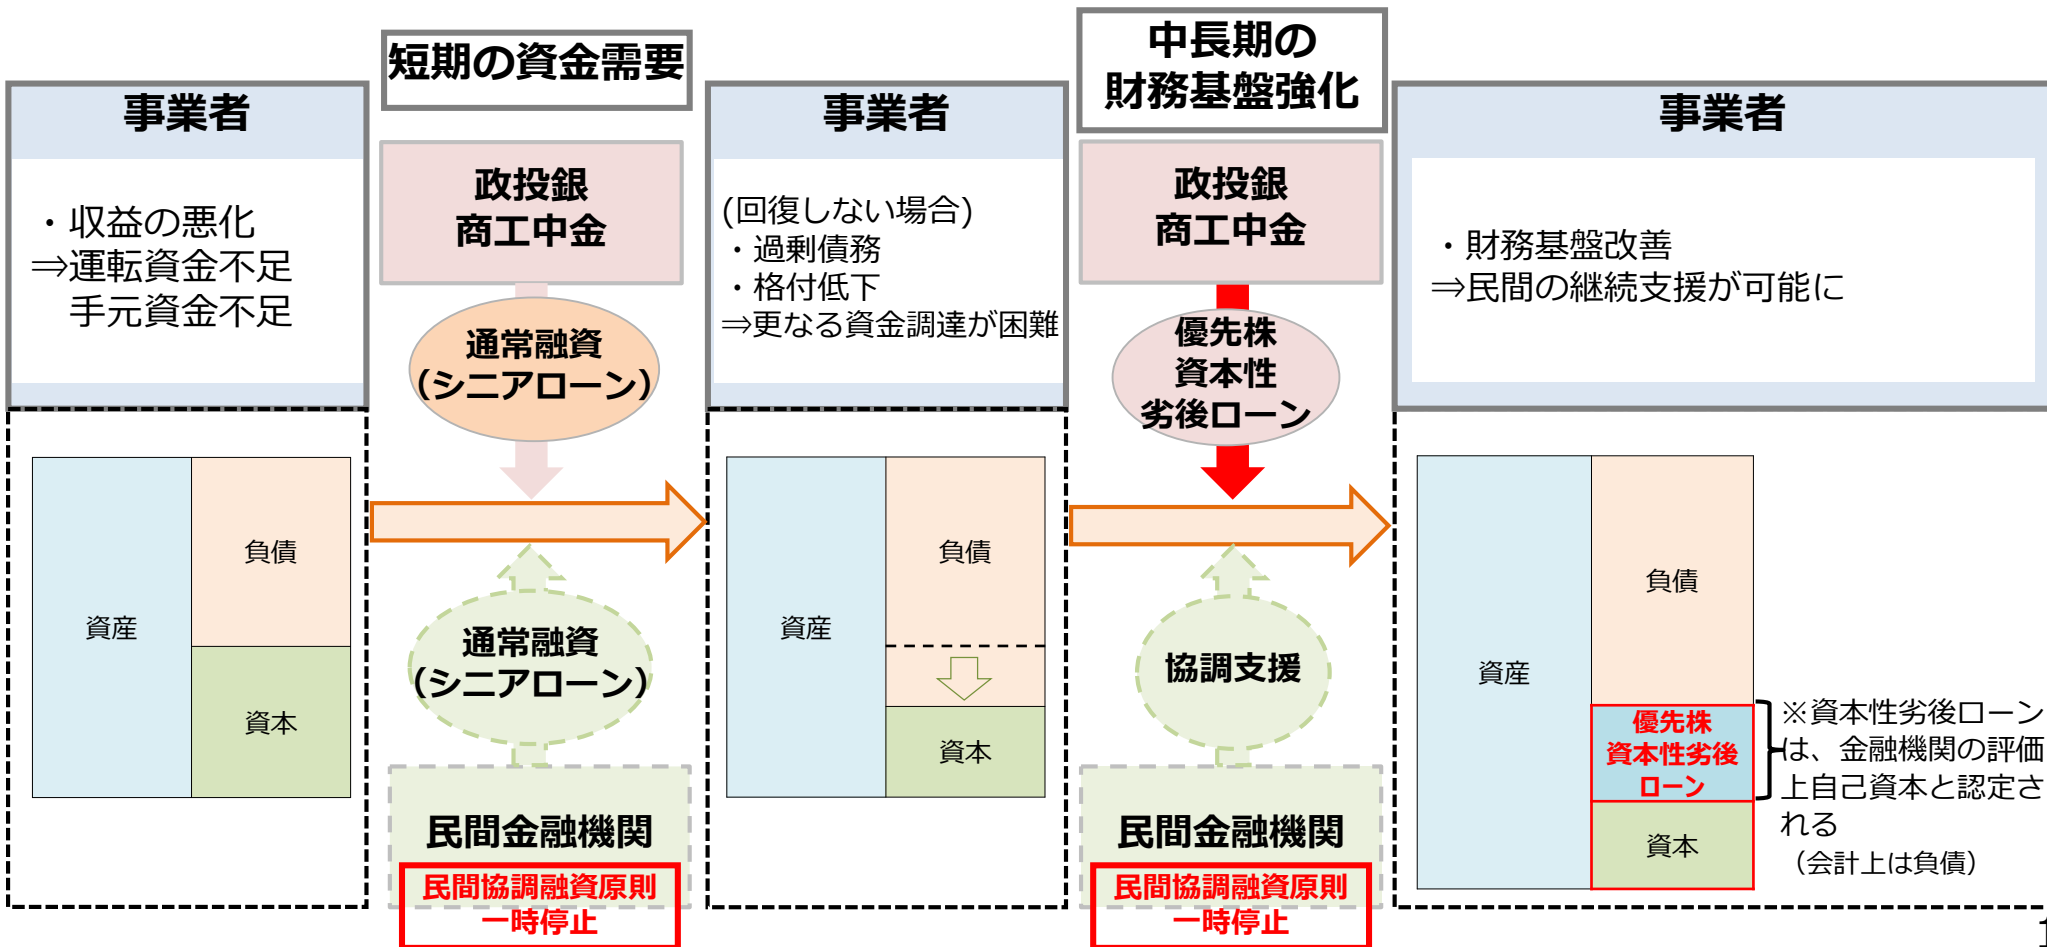 事業者
・収益の悪化
⇒運転資金不足
手元資金不足
資産
負債
資本
短期の資金需要
政投銀
商工中金
通常融資
（シニアローン）
通常融資
（シニアローン）
民間金融機関
民間協調融資原則
一時停止
事業者
(回復しない場合)
・過剰債務
・格付低下
⇒更なる資金調達が困難
資産
負債
資本
中長期の
財務基盤強化
政投銀
商工中金
優先株
資本性
劣後ローン
協調支援
民間金融機関
民間協調融資原則
一時停止
事業者
・財務基盤改善
⇒民間の継続支援が可能に
資産
負債
優先株
資本性劣後
ローン
資本
※資本性劣後ローン
は、金融機関の評価
上自己資本と認定さ
れる
（会計上は負債）